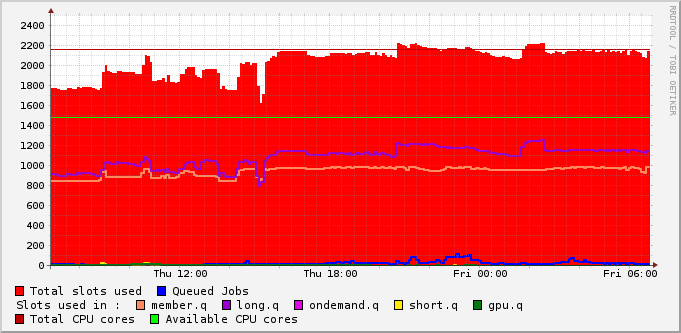 2400
2200
2000
1800
1600
1400
1200
1000
800
600
400
200
0
Thu 12:00 Thu 18:00 Fri 00:00 Fri 06:00
RRDTOOL / TOBI OETIKER
Total slots used Queued Jobs
Slots used in : member.q long.q ondemand.q short.q gpu.q
Total CPU cores Available CPU cores